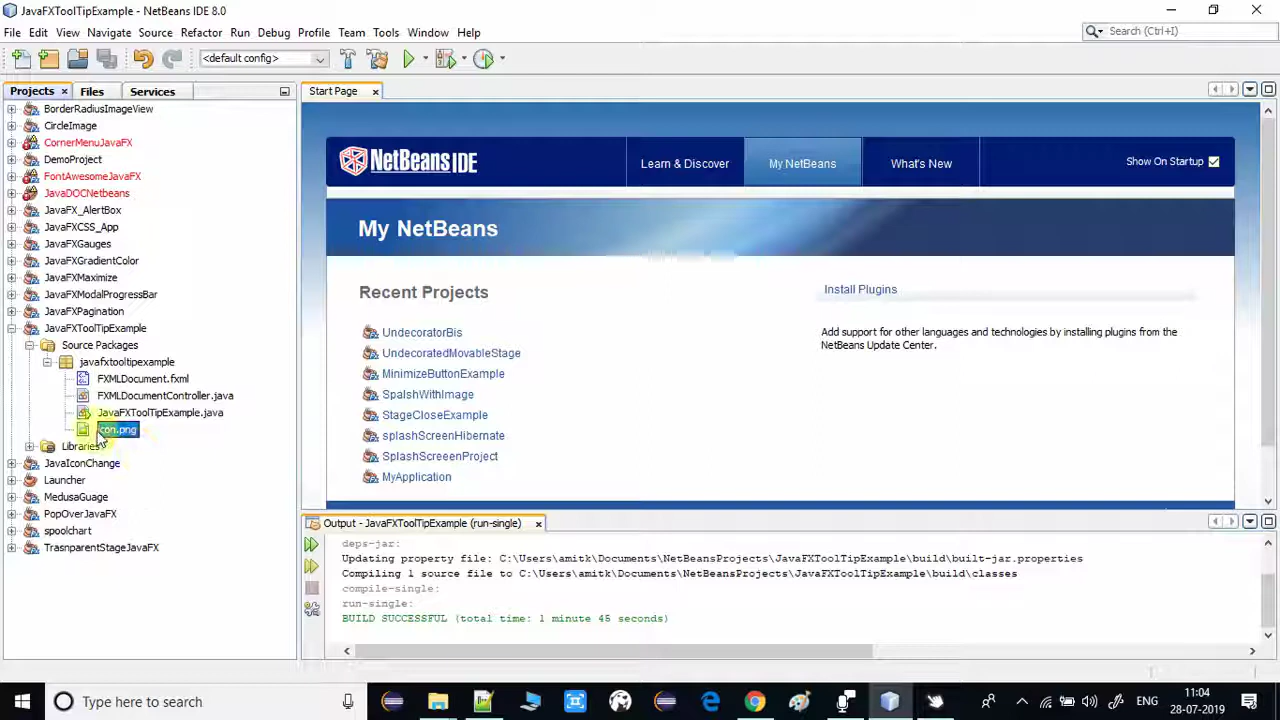 JavaFXToolTipExample - NetBeans IDE 8.0
File Edit View Navigate Source Refactor Run Debug Profile Team Tools Window Help
Search (Ctrl+I)
<default config>
Projects Files Services
Start Page
BorderRadiusImageView
CircleImage
CornerMenuJavaFX
DemoProject
FontAwesomeJavaFX
JavaDOCNetbeans
JavaFX_AlertBox
JavaFXCSS_App
JavaFXGauges
JavaFXGradientColor
JavaFXMaximize
JavaFXModalProgressBar
JavaFXPagination
JavaFXToolTipExample
Source Packages
javafxtooltipexample
FXMLDocument.fxml
FXMLDocumentController.java
JavaFXToolTipExample.java
icon.png
Libraries
JavaIconChange
Launcher
MedusaGuage
PopOverJavaFX
spoolchart
TrasnparentStageJavaFX
NetBeans IDE
Learn & Discover
My NetBeans
What's New
Show On Startup
My NetBeans
Recent Projects
UndecoratorBis
UndecoratedMovableStage
MinimizeButtonExample
SpalshWithImage
StageCloseExample
splashScreenHibernate
SplashScreeenProject
MyApplication
Install Plugins
Add support for other languages and technologies by installing plugins from the
NetBeans Update Center.
Output - JavaFXToolTipExample (run-single)
deps-jar:
Updating property file: C:\Users\amitk\Documents\NetBeansProjects\JavaFXToolTipExample\build\built-jar.properties
Compiling 1 source file to C:\Users\amitk\Documents\NetBeansProjects\JavaFXToolTipExample\build\classes
compile-single:
run-single:
BUILD SUCCESSFUL (total time: 1 minute 45 seconds)
Type here to search
ENG
11:04
28-07-2019